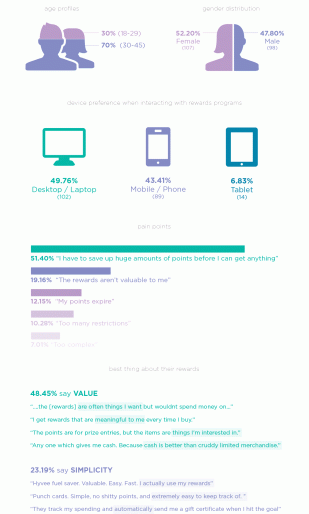 age profiles
gender distribution
30% (18-29)
70% (30-45)
52.20%
Female
(107)
47.80%
Male
(98)
device preference when interacting with rewards programs
49.76%
Desktop / Laptop
(102)
43.41%
Mobile / Phone
(89)
6.83%
Tablet
(14)
pain points
51.40% "I have to save up huge amounts of points before I can get anything"
19.16% "The rewards aren't valuable to me"
12.15% "My points expire"
10.28% "Too many restrictions"
"Too complex"
best thing about their rewards
48.45% say VALUE
"...the [rewards] are often things I want but wouldnt spend money on..."
"I get rewards that are meaningful to me every time I buy."
"The points are for prize entries, but the items are things I'm interested in."
"Any one which gives me cash. Because cash is better than cruddy limited merchandise."
23.19% say SIMPLICITY
"Hyvee fuel saver. Valuable. Easy. Fast. I actually use my rewards"
"Punch cards. Simple, no shitty points, and extremely easy to keep track of."
"They track my spending and automatically send me a gift certificate when I hit the goal"